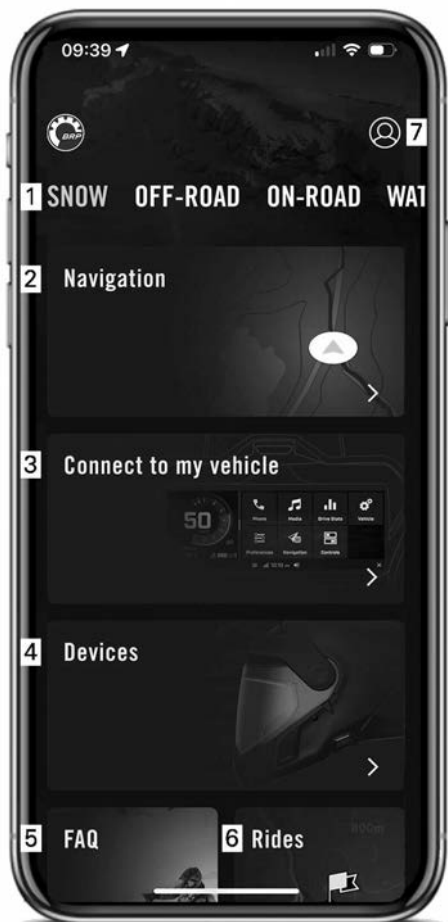 09:39
BRP
7
1 SNOW OFF-ROAD ON-ROAD WAT
2 Navigation
3 Connect to my vehicle
50
Phone Media Drive Stats Vehicle
Preferences Navigation Controls
4 Devices
5 FAQ
6 Rides
800m